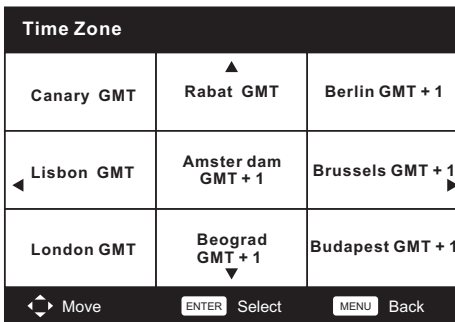 Time Zone
Canary GMT
Rabat GMT
Berlin GMT + 1
Lisbon GMT
Amster dam
GMT + 1
Brussels GMT + 1
London GMT
Beograd
GMT + 1
Budapest GMT + 1
Move
ENTER Select
MENU Back